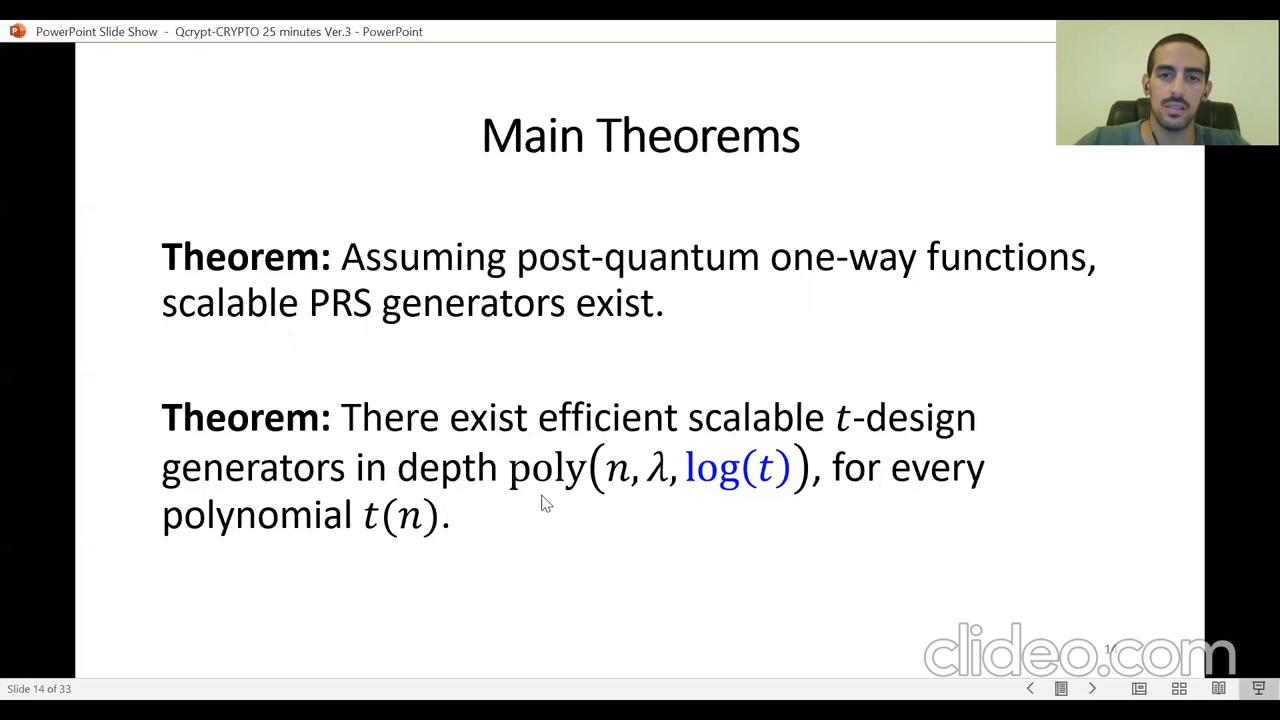 PowerPoint Slide Show - Qcrypt-CRYPTO 25 minutes Ver.3 - PowerPoint
Main Theorems
Theorem: Assuming post-quantum one-way functions,
scalable PRS generators exist.
Theorem: There exist efficient scalable t-design
generators in depth poly(n, λ, log(t)), for every
polynomial t(n).
clideo.com
Slide 14 of 33